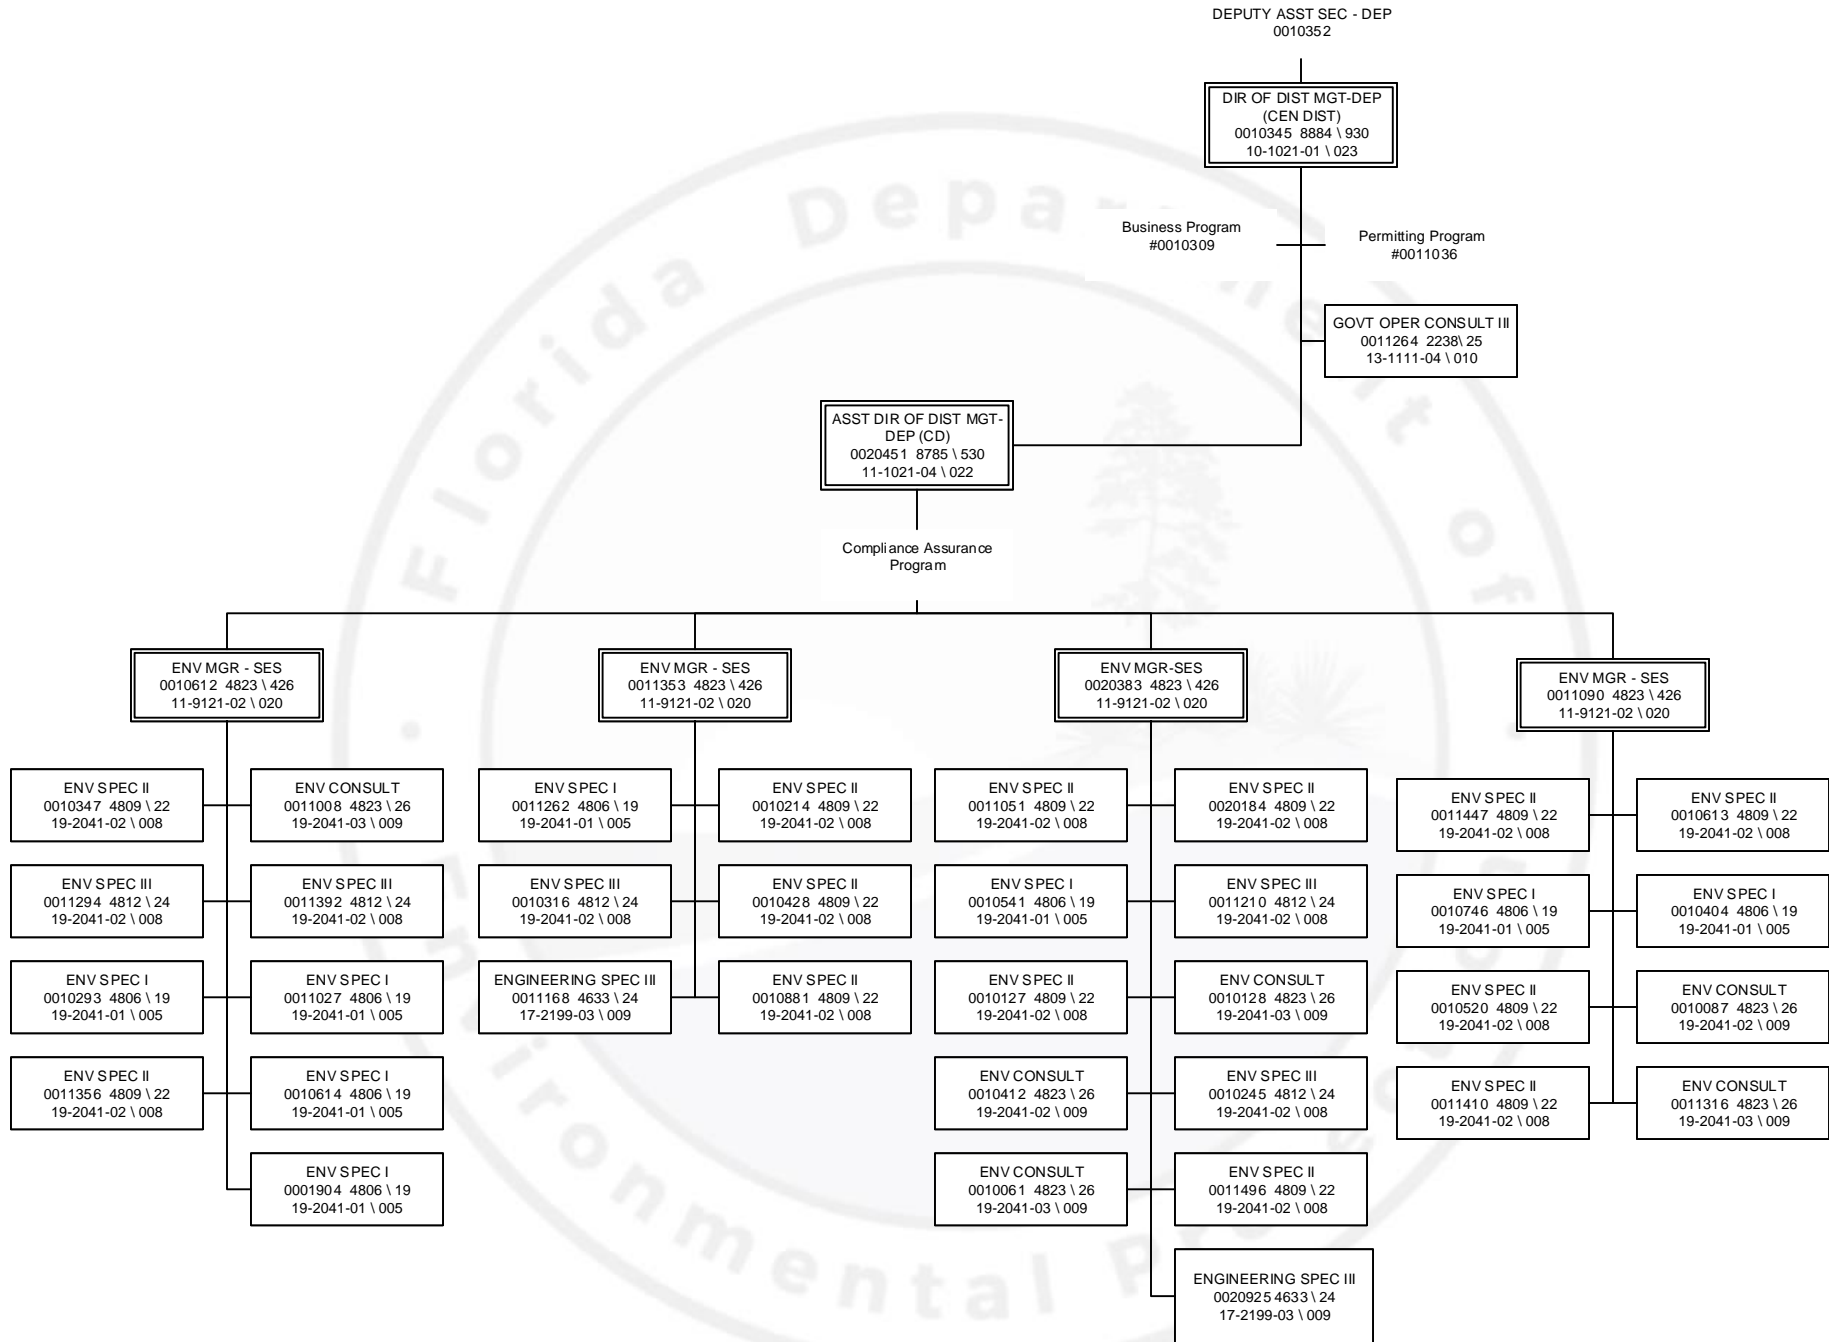 DEPUTY ASST SEC - DEP
0010352
DIR OF DIST MGT-DEP
(CEN DIST)
0010345 8884 \ 930
10-1021-01 \ 023
Business Program
#0010309
Permitting Program
#0011036
GOVT OPER CONSULT III
0011264 2238\ 25
13-1111-04 \ 010
ASST DIR OF DIST MGT-
DEP (CD)
0020451 8785 \ 530
11-1021-04 \ 022
Compliance Assurance
Program
ENV MGR - SES
0010612 4823 \ 426
11-9121-02 \ 020
ENV SPEC II
0010347 4809 \ 22
19-2041-02 \ 008
ENV CONSULT
0011008 4823 \ 26
19-2041-03 \ 009
ENV SPEC III
0011294 4812 \ 24
19-2041-02 \ 008
ENV SPEC III
0011392 4812 \ 24
19-2041-02 \ 008
ENV SPEC I
0010293 4806 \ 19
19-2041-01 \ 005
ENV SPEC I
0011027 4806 \ 19
19-2041-01 \ 005
ENV SPEC II
0011356 4809 \ 22
19-2041-02 \ 008
ENV SPEC I
0010614 4806 \ 19
19-2041-01 \ 005
ENV SPEC I
0001904 4806 \ 19
19-2041-01 \ 005
ENV MGR - SES
0011353 4823 \ 426
11-9121-02 \ 020
ENV SPEC I
0011262 4806 \ 19
19-2041-01 \ 005
ENV SPEC II
0010214 4809 \ 22
19-2041-02 \ 008
ENV SPEC III
0010316 4812 \ 24
19-2041-02 \ 008
ENV SPEC II
0010428 4809 \ 22
19-2041-02 \ 008
ENGINEERING SPEC III
0011168 4633 \ 24
17-2199-03 \ 009
ENV SPEC II
0010881 4809 \ 22
19-2041-02 \ 008
ENV MGR-SES
0020383 4823 \ 426
11-9121-02 \ 020
ENV SPEC II
0011051 4809 \ 22
19-2041-02 \ 008
ENV SPEC II
0020184 4809 \ 22
19-2041-02 \ 008
ENV SPEC I
0010541 4806 \ 19
19-2041-01 \ 005
ENV SPEC III
0011210 4812 \ 24
19-2041-02 \ 008
ENV SPEC II
0010127 4809 \ 22
19-2041-02 \ 008
ENV CONSULT
0010128 4823 \ 26
19-2041-03 \ 009
ENV CONSULT
0010412 4823 \ 26
19-2041-02 \ 009
ENV SPEC III
0010245 4812 \ 24
19-2041-02 \ 008
ENV CONSULT
0010061 4823 \ 26
19-2041-03 \ 009
ENV SPEC II
0011496 4809 \ 22
19-2041-02 \ 008
ENGINEERING SPEC III
0020925 4633 \ 24
17-2199-03 \ 009
ENV MGR - SES
0011090 4823 \ 426
11-9121-02 \ 020
ENV SPEC II
0011447 4809 \ 22
19-2041-02 \ 008
ENV SPEC II
0010613 4809 \ 22
19-2041-02 \ 008
ENV SPEC I
0010746 4806 \ 19
19-2041-01 \ 005
ENV SPEC I
0010404 4806 \ 19
19-2041-01 \ 005
ENV SPEC II
0010520 4809 \ 22
19-2041-02 \ 008
ENV CONSULT
0010087 4823 \ 26
19-2041-02 \ 009
ENV SPEC II
0011410 4809 \ 22
19-2041-02 \ 008
ENV CONSULT
0011316 4823 \ 26
19-2041-03 \ 009
Florida
of
Environmental